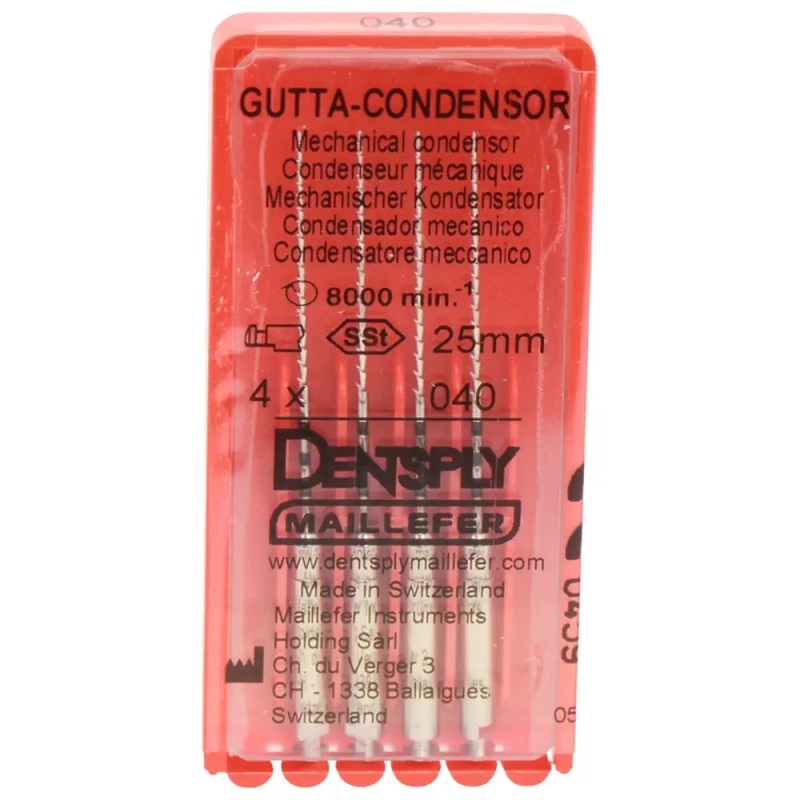 040
GUTTA-CONDENSOR
Mechanical condensor
Condenseur mécanique
Mechanischer Kondensator
Condensador mecánico
Condensatore meccanico
8000 min.⁻¹
SSt 25mm
4 x 040
DENTSPLY
MAILLEFER
www.dentsplymaillefer.com
Made in Switzerland
Maillefer Instruments
Holding Sàrl
Ch. du Verger 3
CH - 1338 Ballaigues
Switzerland
05